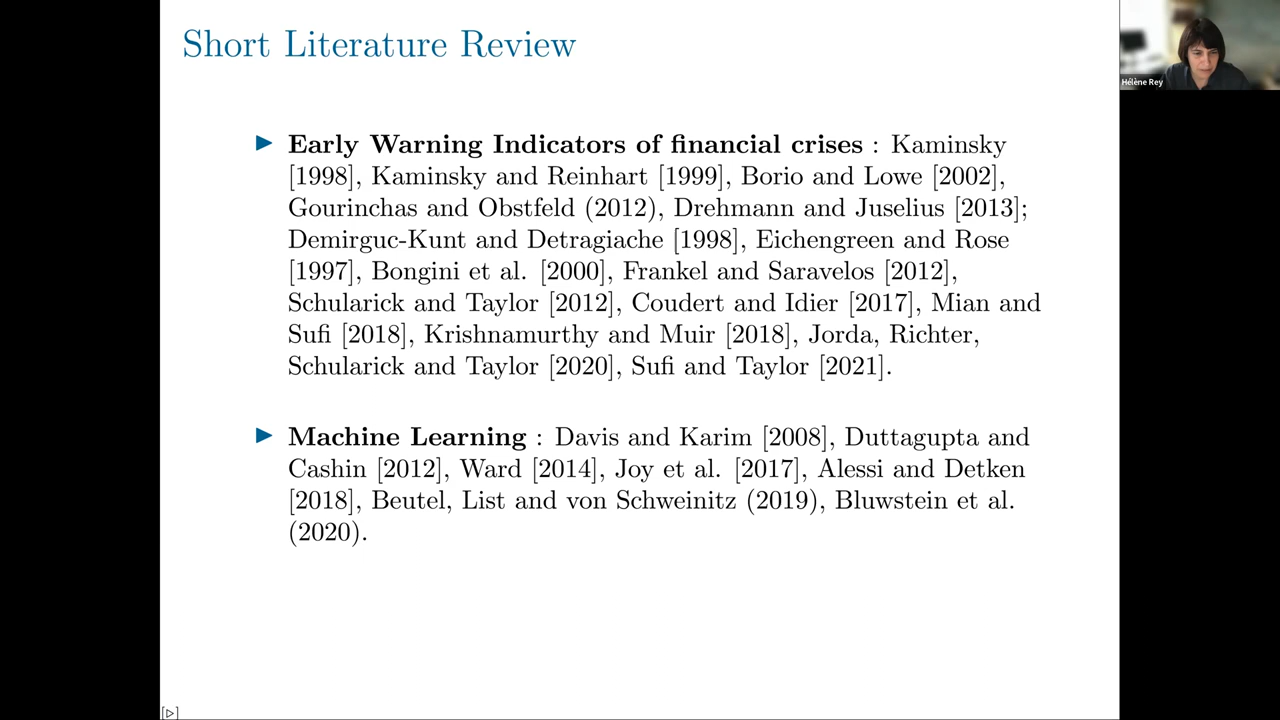 Short Literature Review
Hélène Rey
▶ Early Warning Indicators of financial crises : Kaminsky
[1998], Kaminsky and Reinhart [1999], Borio and Lowe [2002],
Gourinchas and Obstfeld (2012), Drehmann and Juselius [2013];
Demirguc-Kunt and Detragiache [1998], Eichengreen and Rose
[1997], Bongini et al. [2000], Frankel and Saravelos [2012],
Schularick and Taylor [2012], Coudert and Idier [2017], Mian and
Sufi [2018], Krishnamurthy and Muir [2018], Jorda, Richter,
Schularick and Taylor [2020], Sufi and Taylor [2021].
▶ Machine Learning : Davis and Karim [2008], Duttagupta and
Cashin [2012], Ward [2014], Joy et al. [2017], Alessi and Detken
[2018], Beutel, List and von Schweinitz (2019), Bluwstein et al.
(2020).